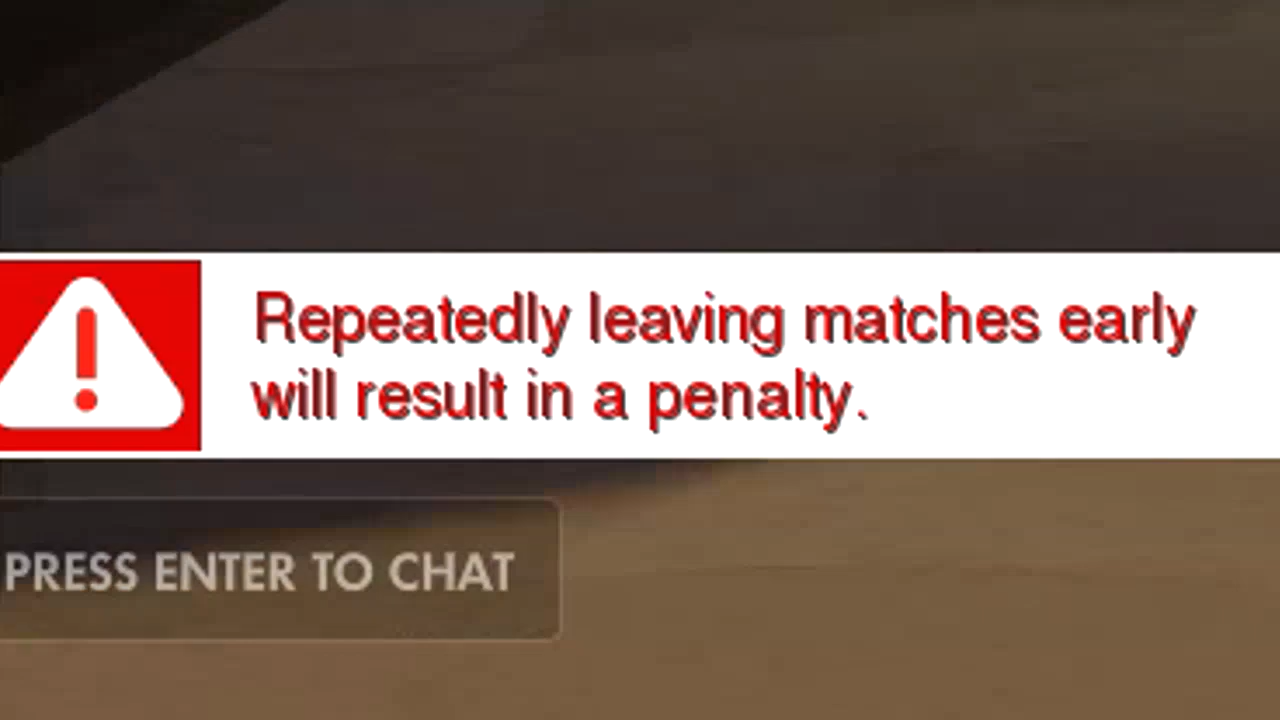 Repeatedly leaving matches early
will result in a penalty.
PRESS ENTER TO CHAT